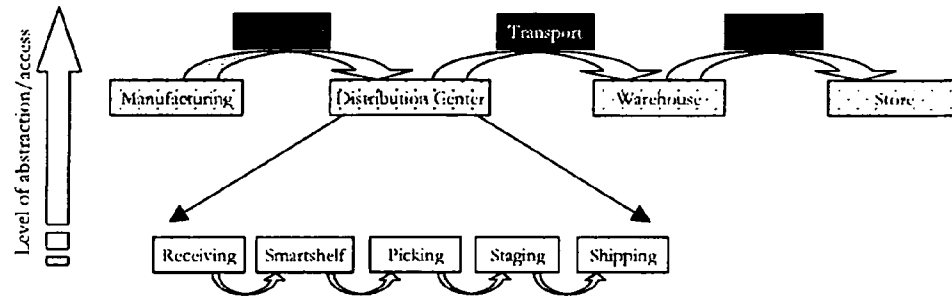 Transport
Manufacturing
Distribution Center
Warehouse
Store
Level of abstraction/access
Receiving
Smartshelf
Picking
Staging
Shipping